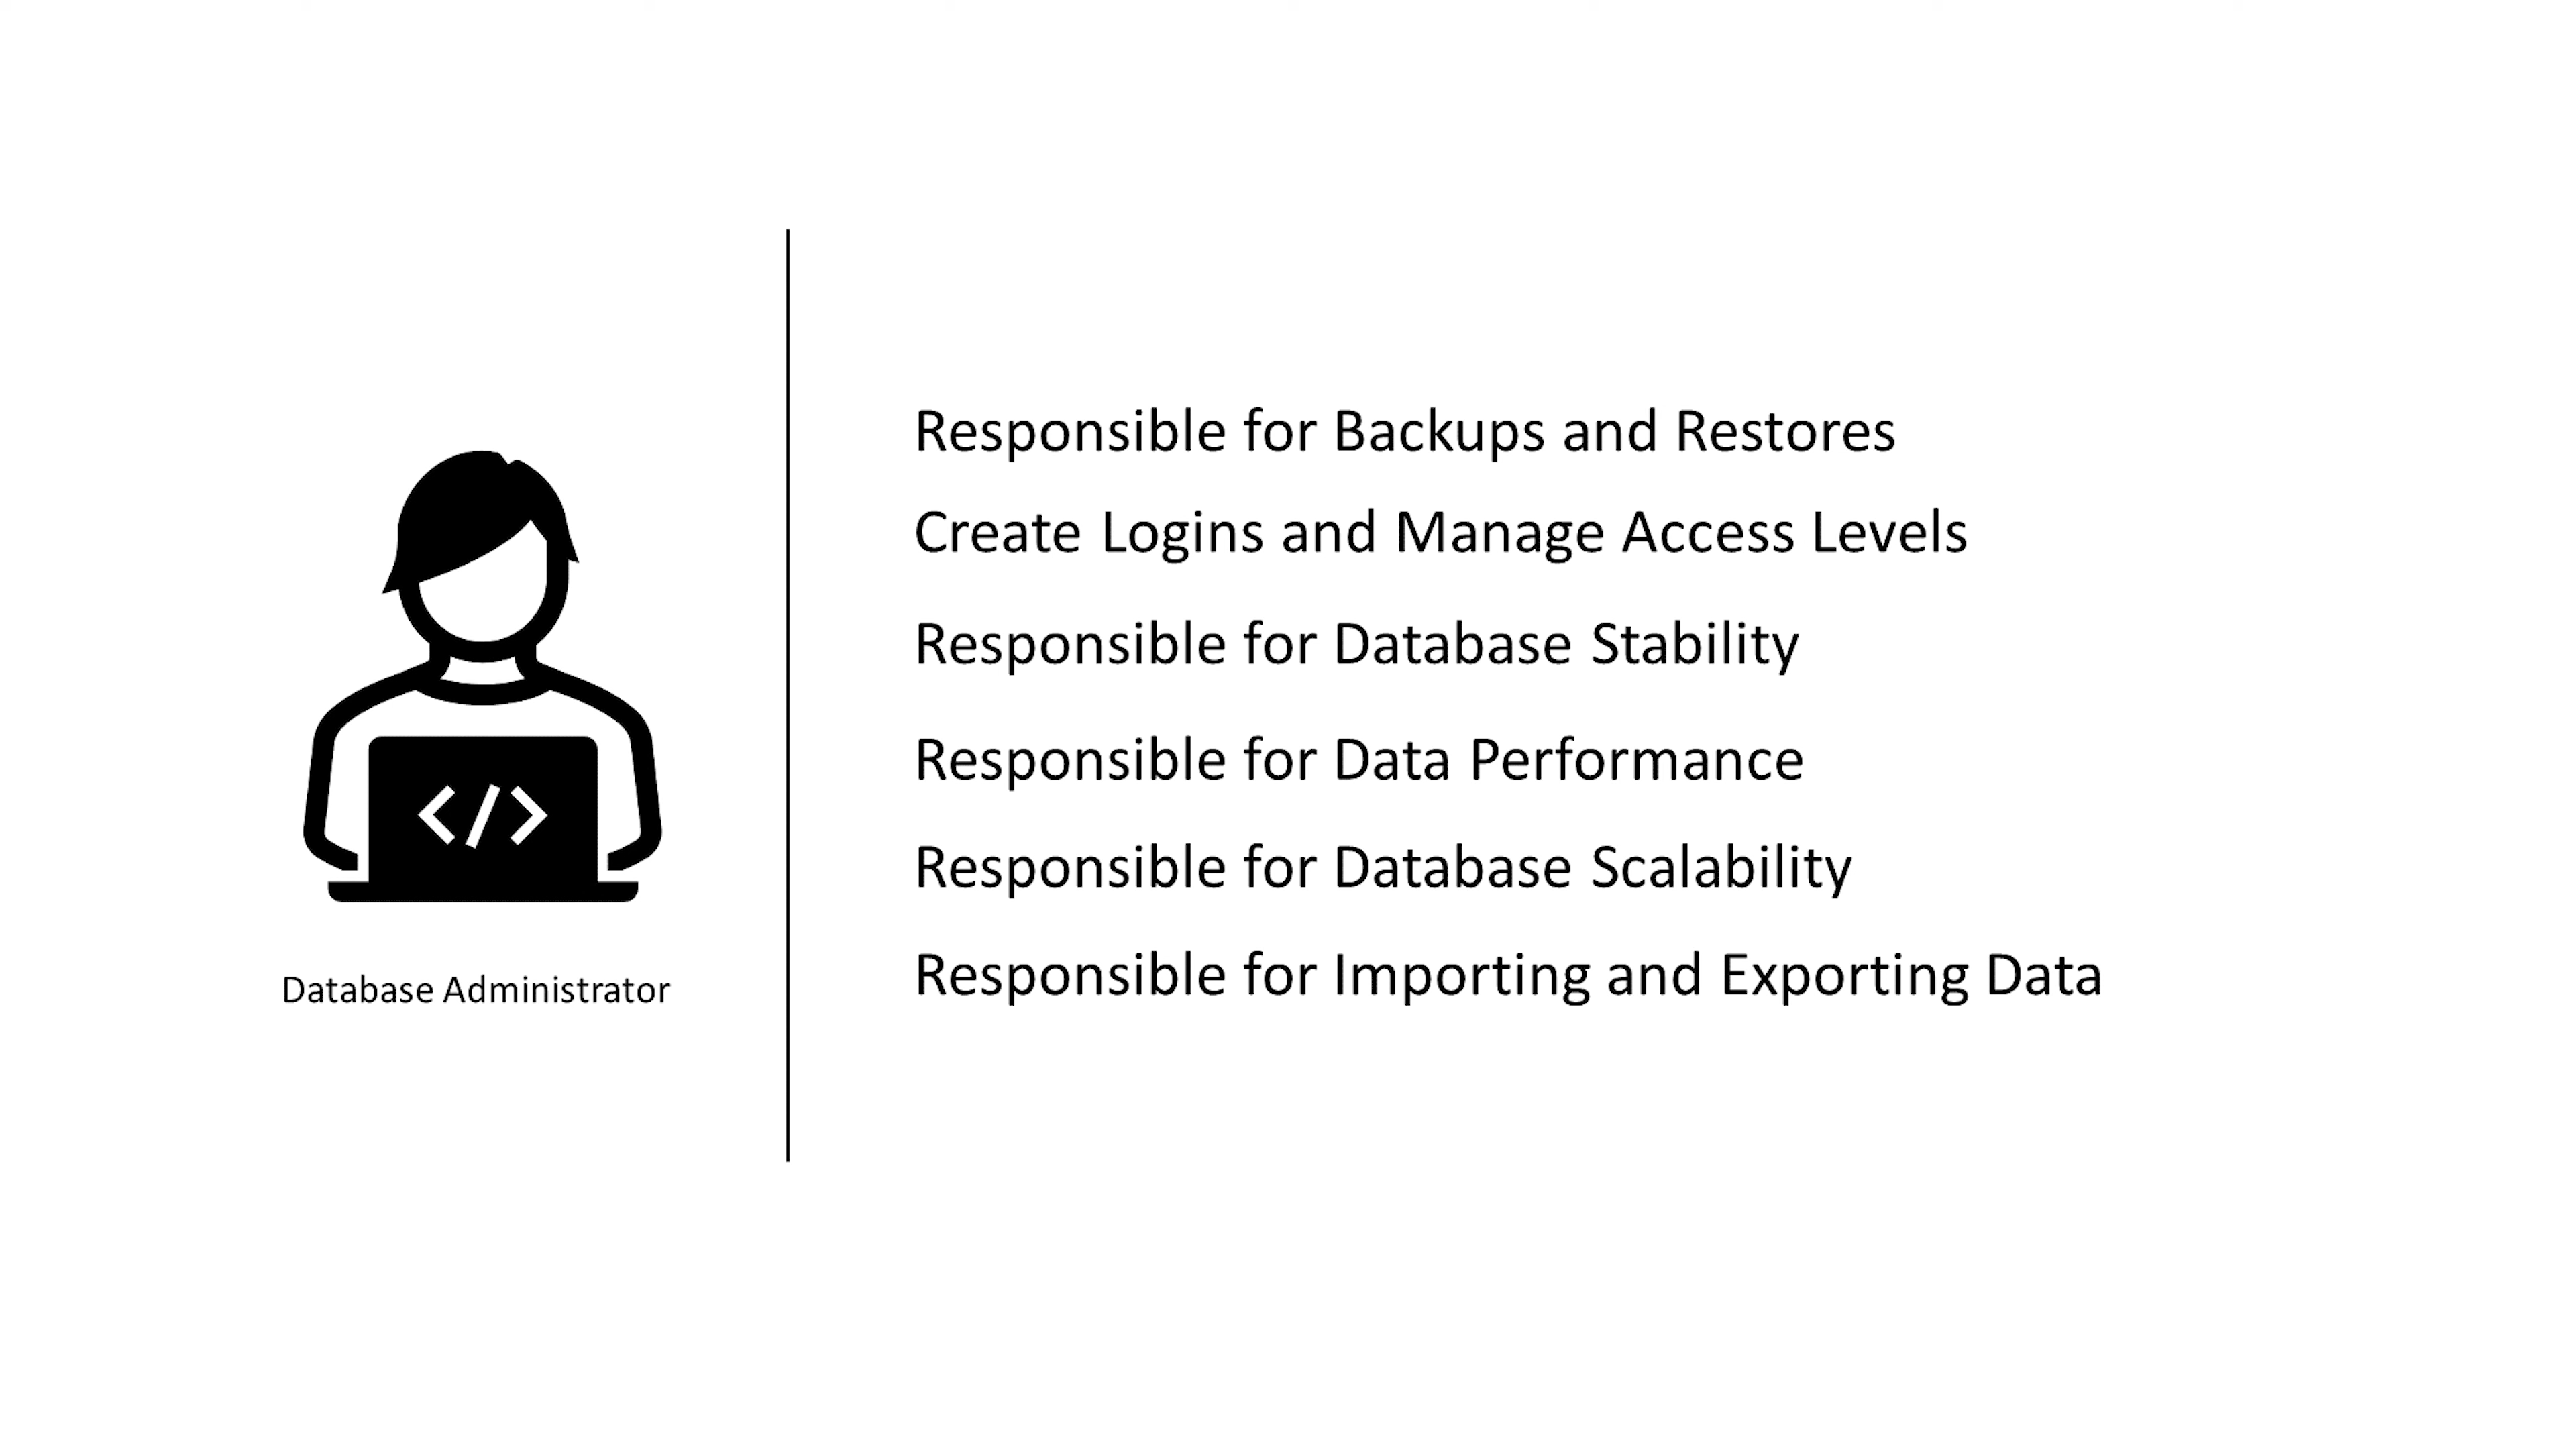 Responsible for Backups and Restores
Create Logins and Manage Access Levels
Responsible for Database Stability
Responsible for Data Performance
Responsible for Database Scalability
Responsible for Importing and Exporting Data
</>
Database Administrator